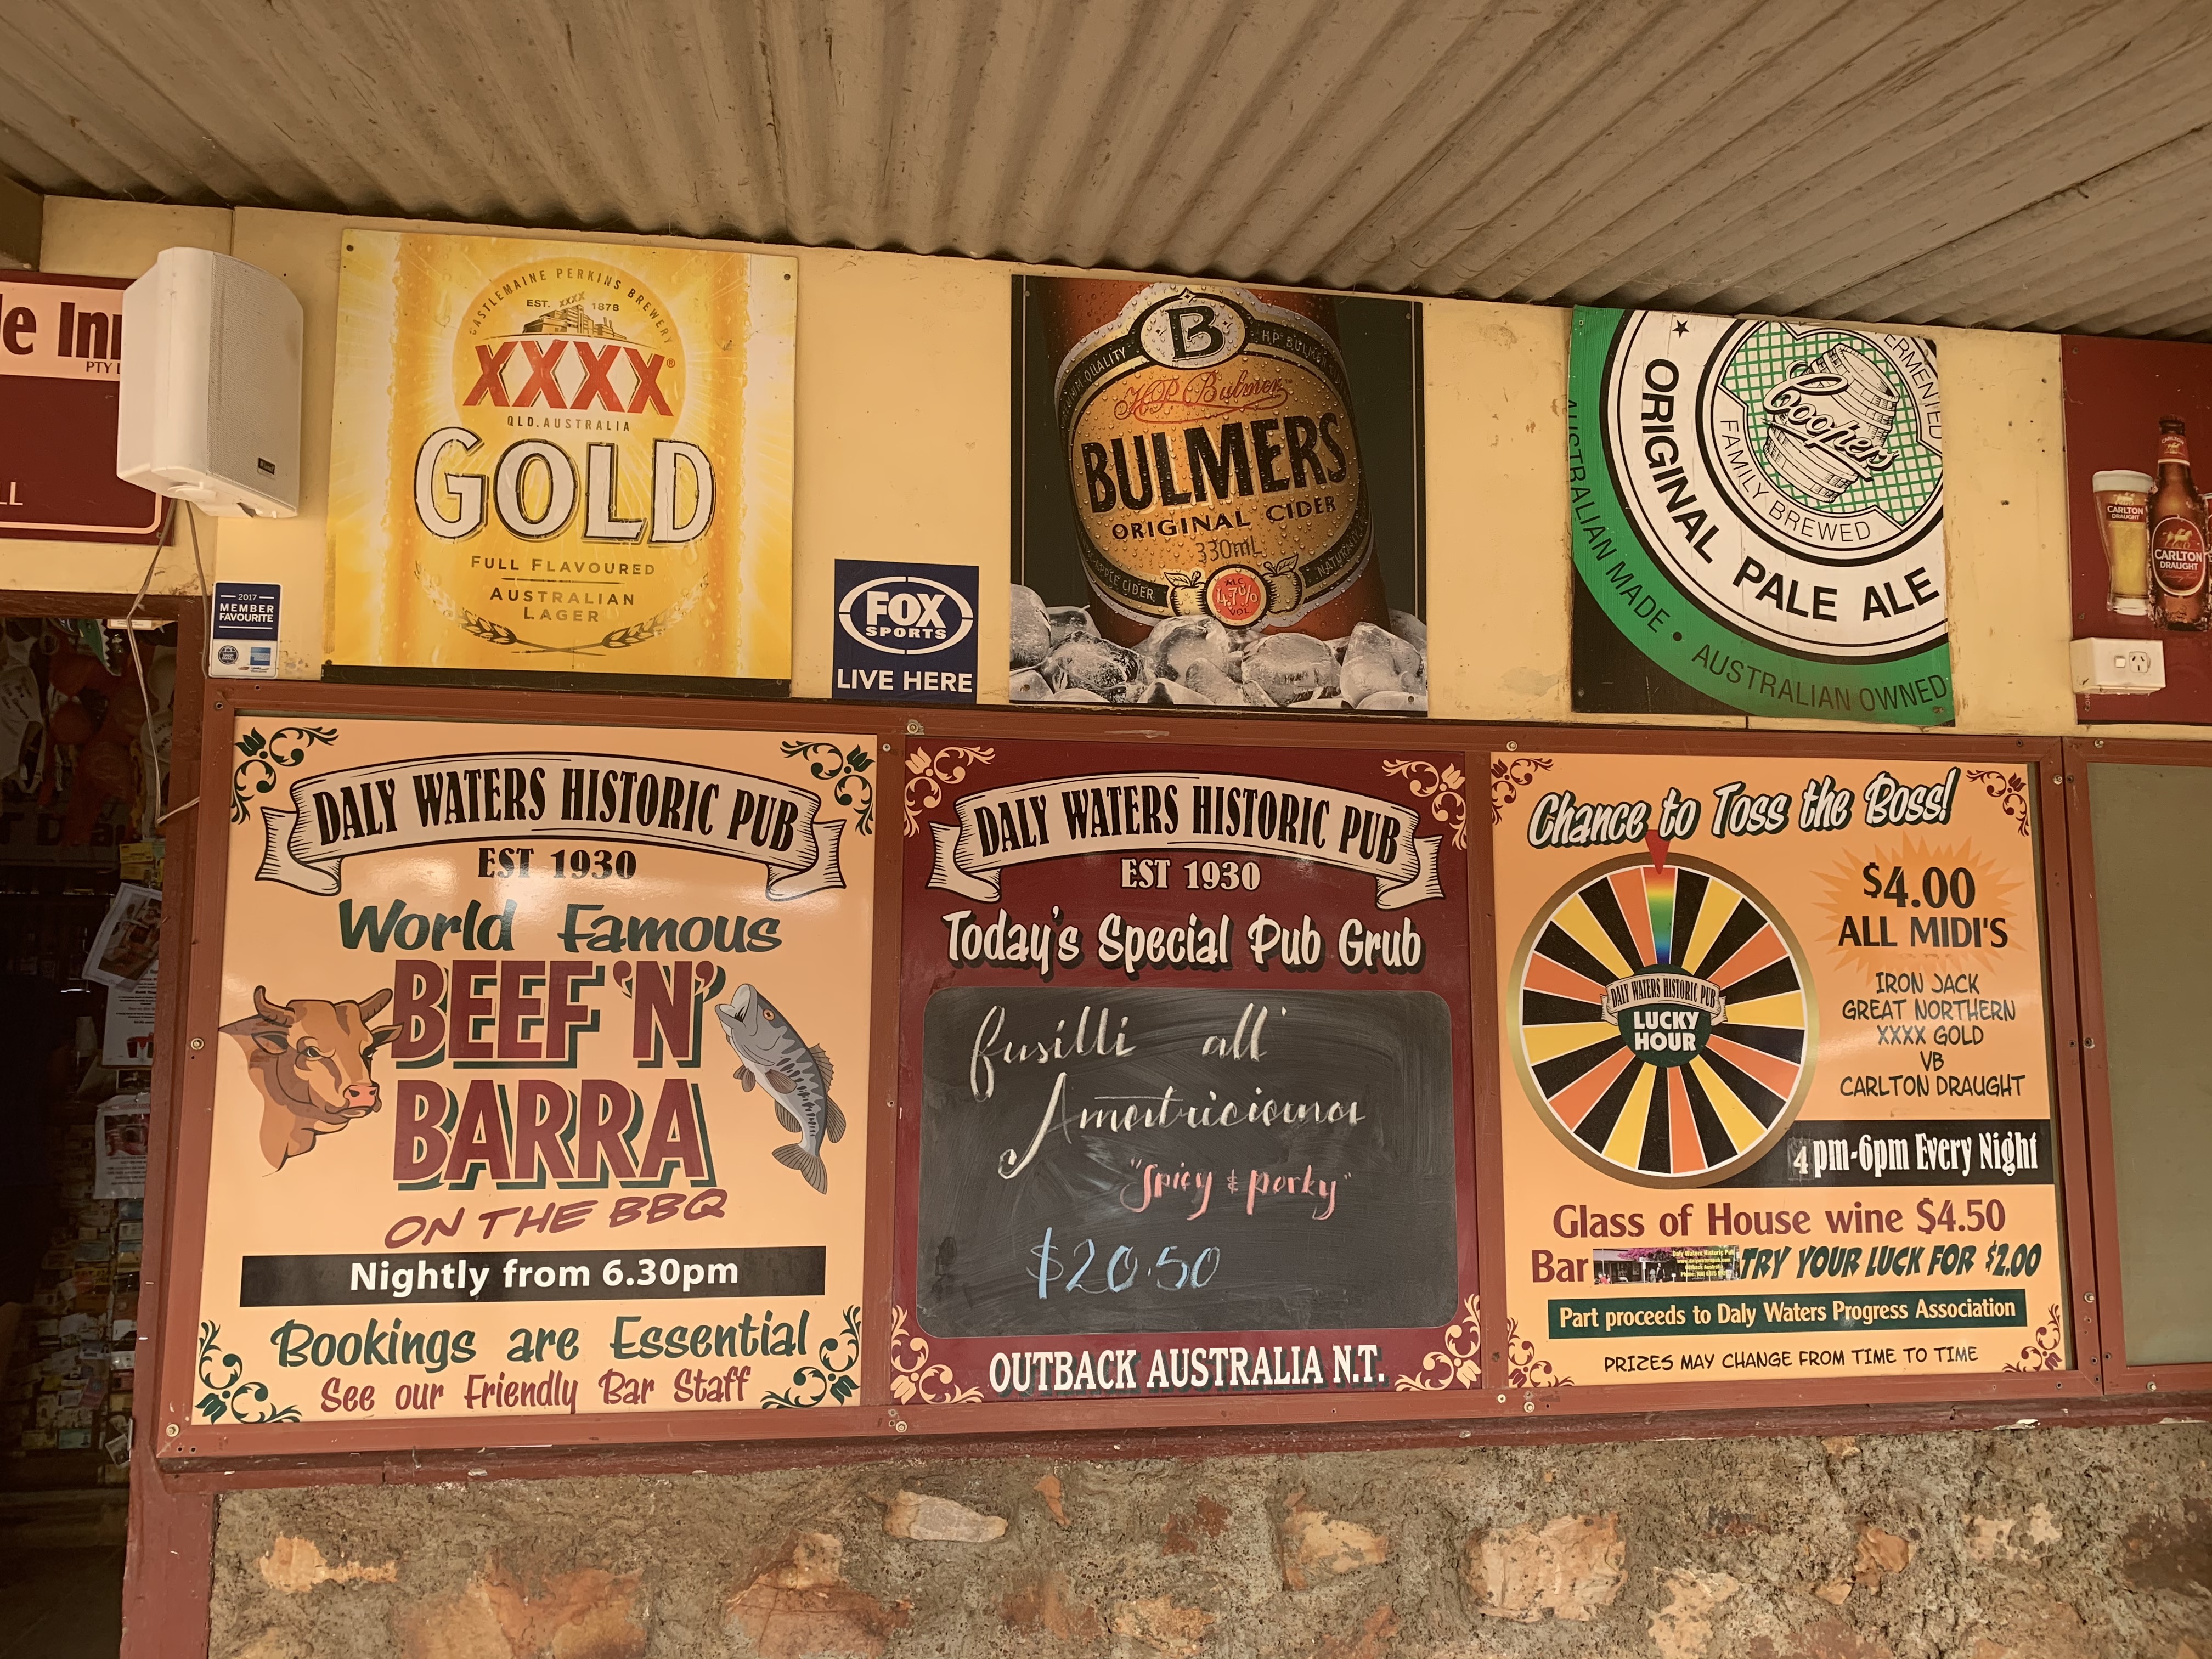 e Inn
PTY L
LL
CASTLEMAINE PERKINS BREWERY
EST. XXXX 1878
XXXX
QLD. AUSTRALIA
GOLD
FULL FLAVOURED
AUSTRALIAN
LAGER
2017
MEMBER
FAVOURITE
FOX
SPORTS
LIVE HERE
B
H.P. Bulmer
BULMERS
ORIGINAL CIDER
330mL
APPLE CIDER
ALC
4.7%
VOL
Coopers
FAMILY BREWED
ORIGINAL PALE ALE
AUSTRALIAN MADE • AUSTRALIAN OWNED
CARLTON
DRAUGHT
CARLTON
DRAUGHT
DALY WATERS HISTORIC PUB
EST 1930
World Famous
BEEF 'N'
BARRA
ON THE BBQ
Nightly from 6.30pm
Bookings are Essential
See our Friendly Bar Staff
DALY WATERS HISTORIC PUB
EST 1930
Today's Special Pub Grub
fusilli all'
Amatriciana
"spicy & porky"
$20.50
OUTBACK AUSTRALIA N.T.
Chance to Toss the Boss!
$4.00
ALL MIDI'S
IRON JACK
GREAT NORTHERN
XXXX GOLD
VB
CARLTON DRAUGHT
DALY WATERS HISTORIC PUB
LUCKY
HOUR
4pm-6pm Every Night
Glass of House wine $4.50
Bar TRY YOUR LUCK FOR $2.00
Part proceeds to Daly Waters Progress Association
PRIZES MAY CHANGE FROM TIME TO TIME